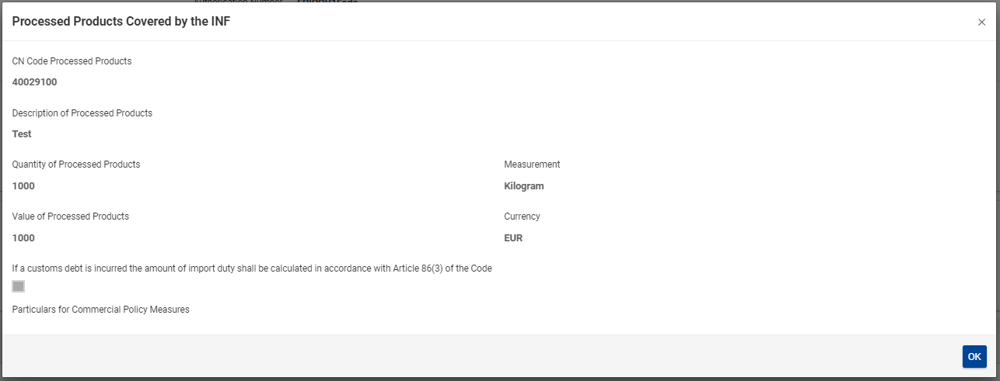 Processed Products Covered by the INF
CN Code Processed Products
40029100
Description of Processed Products
Test
Quantity of Processed Products
Measurement
1000
Kilogram
Value of Processed Products
Currency
1000
EUR
If a customs debt is incurred the amount of import duty shall be calculated in accordance with Article 86(3) of the Code
Particulars for Commercial Policy Measures
OK